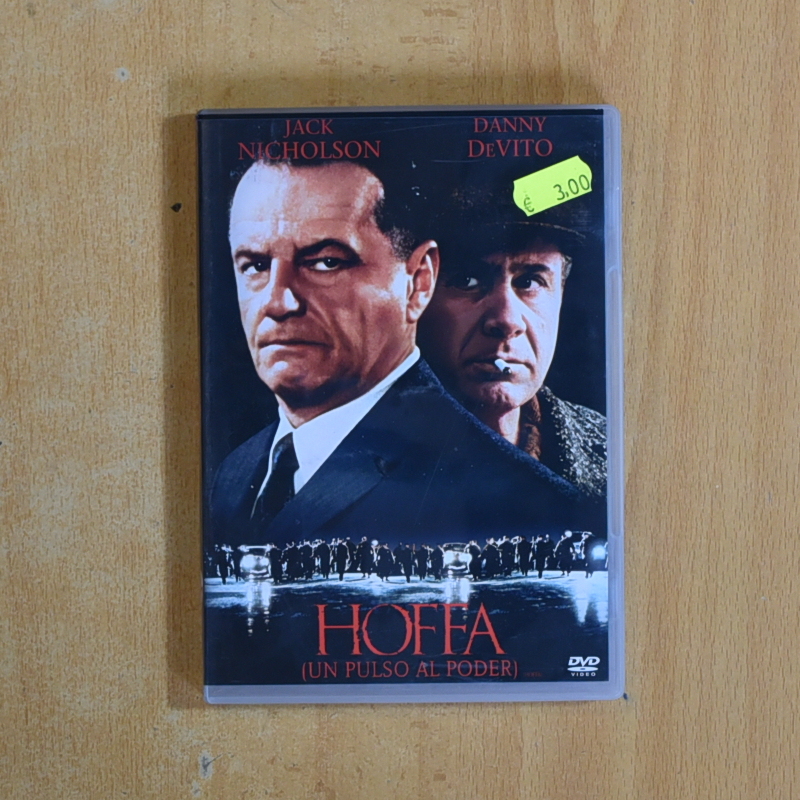 JACK
NICHOLSON
DANNY
DEVITO
€ 3,00
HOFFA
(UN PULSO AL PODER)
DVD
VIDEO